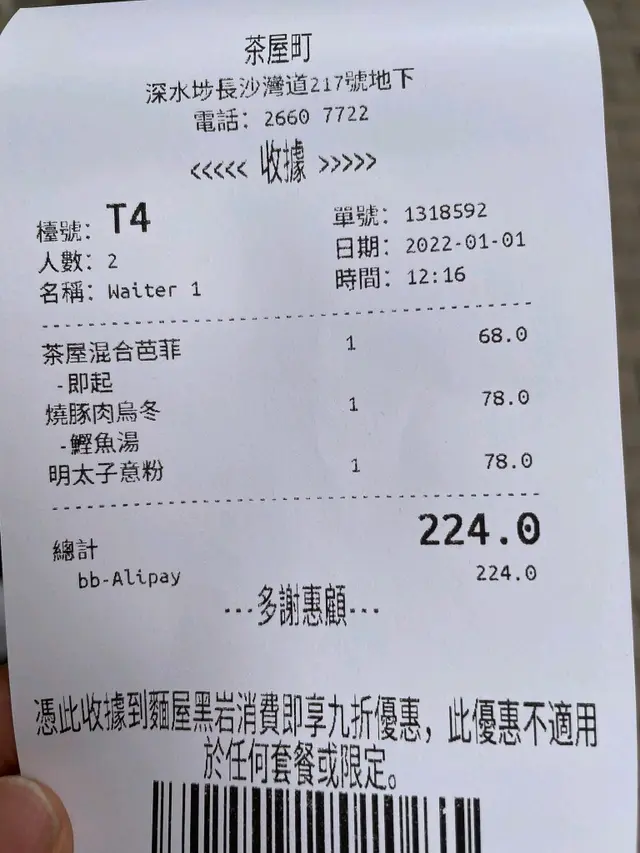 茶屋町
深水埗長沙灣道217號地下
電話: 2660 7722
<<<<< 收據 >>>>>
檯號: T4 單號: 1318592
人數: 2 日期: 2022-01-01
名稱: Waiter 1 時間: 12:16
茶屋混合芭菲 1 68.0
-即起
燒豚肉烏冬 1 78.0
-鰹魚湯
明太子意粉 1 78.0
總計 224.0
bb-Alipay 224.0
---多謝惠顧---
憑此收據到麵屋黑岩消費即享九折優惠，此優惠不適用
於任何套餐或限定。